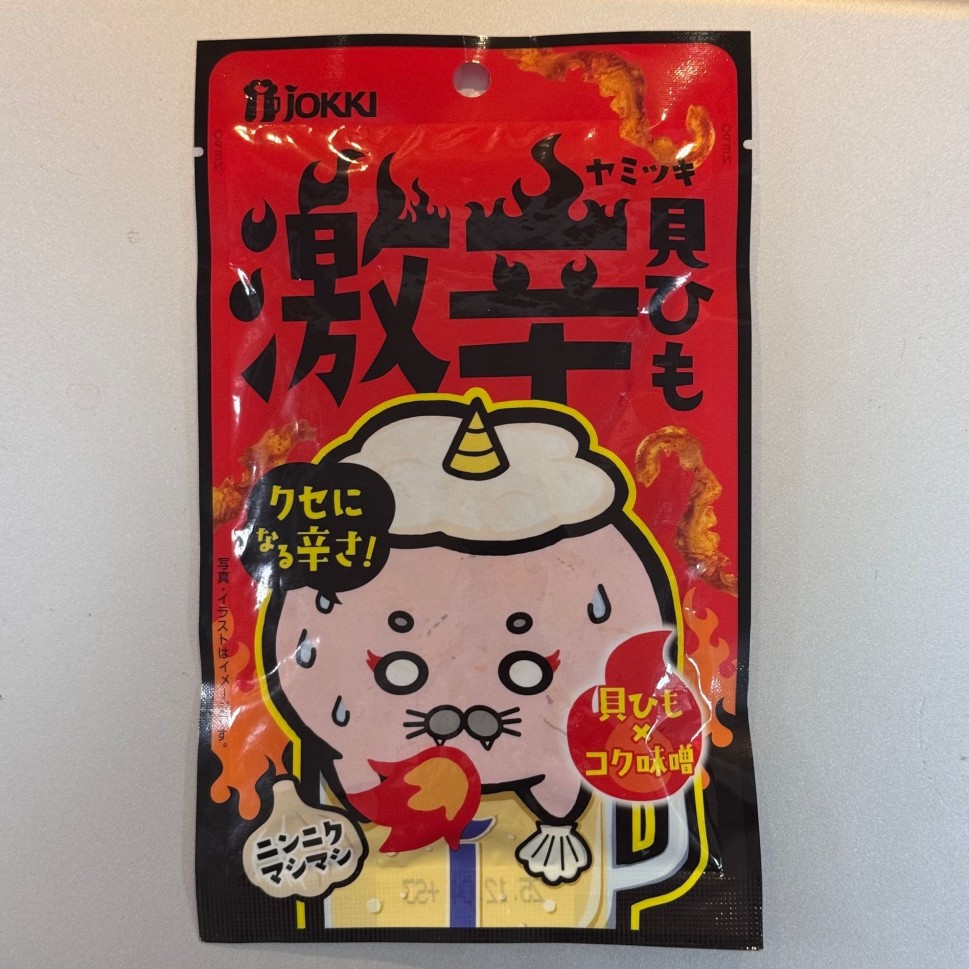 JOKKI
ヤミツキ
激辛
貝ひも
クセに
なる辛さ!
写真・イラストはイメージです。
貝ひも
×
コク味噌
ニンニク
マシマシ